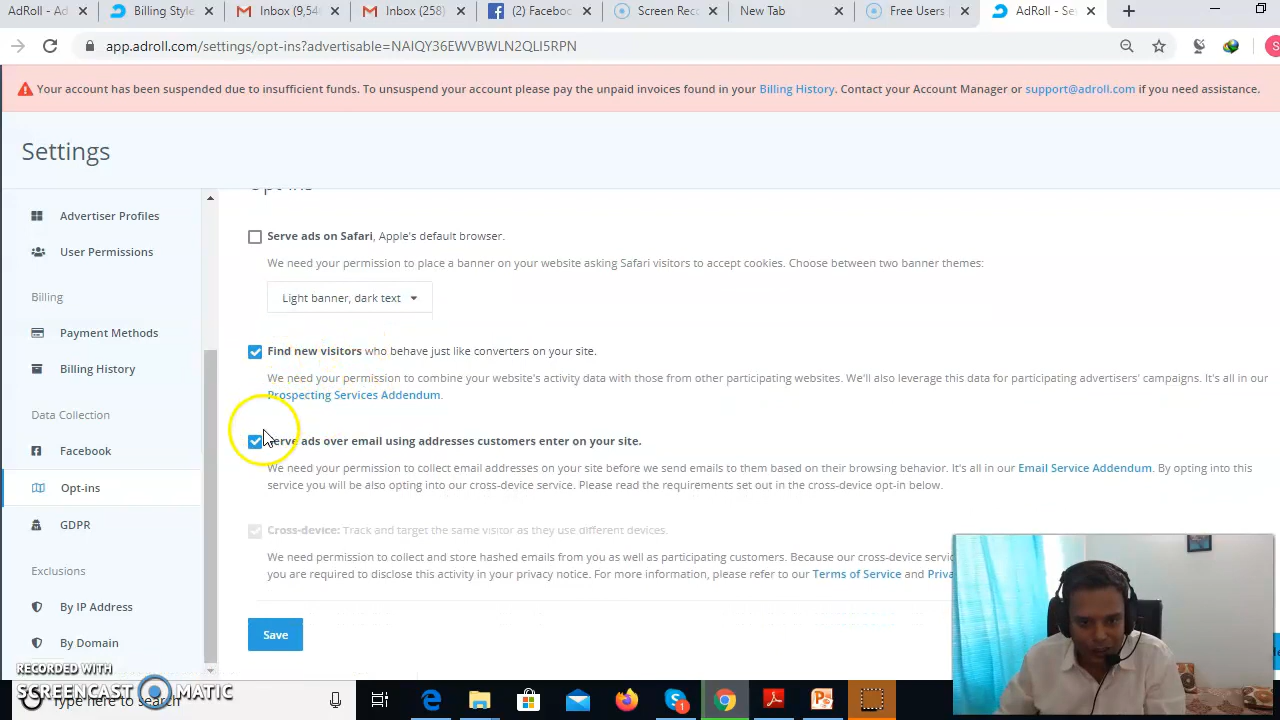 AdRoll - Ad
Billing Style
Inbox (9,54
Inbox (258)
(2) Faceboo
Screen Reco
New Tab
Free Users |
AdRoll - Se
app.adroll.com/settings/opt-ins?advertisable=NAIQY36EWVBWLN2QLI5RPN
Your account has been suspended due to insufficient funds. To unsuspend your account please pay the unpaid invoices found in your Billing History. Contact your Account Manager or support@adroll.com if you need assistance.
Settings
Advertiser Profiles
User Permissions
Billing
Payment Methods
Billing History
Data Collection
Facebook
Opt-ins
GDPR
Exclusions
By IP Address
By Domain
Opt-ins
Serve ads on Safari, Apple's default browser.
We need your permission to place a banner on your website asking Safari visitors to accept cookies. Choose between two banner themes:
Light banner, dark text
Find new visitors who behave just like converters on your site.
We need your permission to combine your website's activity data with those from other participating websites. We'll also leverage this data for participating advertisers' campaigns. It's all in our
Prospecting Services Addendum.
Serve ads over email using addresses customers enter on your site.
We need your permission to collect email addresses on your site before we send emails to them based on their browsing behavior. It's all in our Email Service Addendum. By opting into this
service you will be also opting into our cross-device service. Please read the requirements set out in the cross-device opt-in below.
Cross-device: Track and target the same visitor as they use different devices.
We need permission to collect and store hashed emails from you as well as participating customers. Because our cross-device servic
you are required to disclose this activity in your privacy notice. For more information, please refer to our Terms of Service and Priva
Save
RECORDED WITH
SCREENCAST MATIC
Type here to search